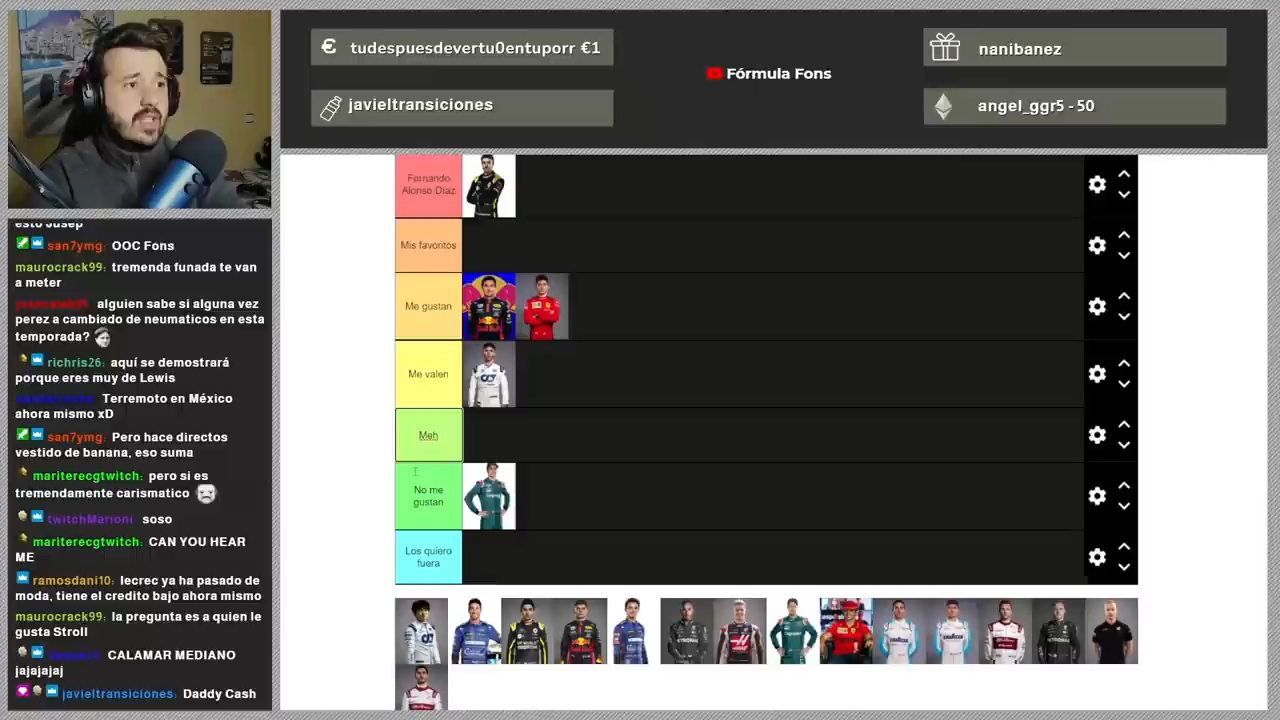 tudespuesdevertu0entuporr €1
javieltransiciones
Fórmula Fons
nanibanez
angel_ggr5 - 50
esto Jusep
san7ymg: OOC Fons
maurocrack99: tremenda funada te van
a meter
alguien sabe si alguna vez
perez a cambiado de neumaticos en esta
temporada?
richris26: aquí se demostrará
porque eres muy de Lewis
Terremoto en México
ahora mismo xD
san7ymg: Pero hace directos
vestido de banana, eso suma
mariterecgtwitch: pero si es
tremendamente carismatico
twitchMarioni: soso
mariterecgtwitch: CAN YOU HEAR
ME
ramosdani10: lecrec ya ha pasado de
moda, tiene el credito bajo ahora mismo
maurocrack99: la pregunta es a quien le
gusta Stroll
CALAMAR MEDIANO
jajajajaj
javieltransiciones: Daddy Cash
Fernando
Alonso Diaz
Mis favoritos
Me gustan
Me valen
Meh
No me
gustan
Los quiero
fuera